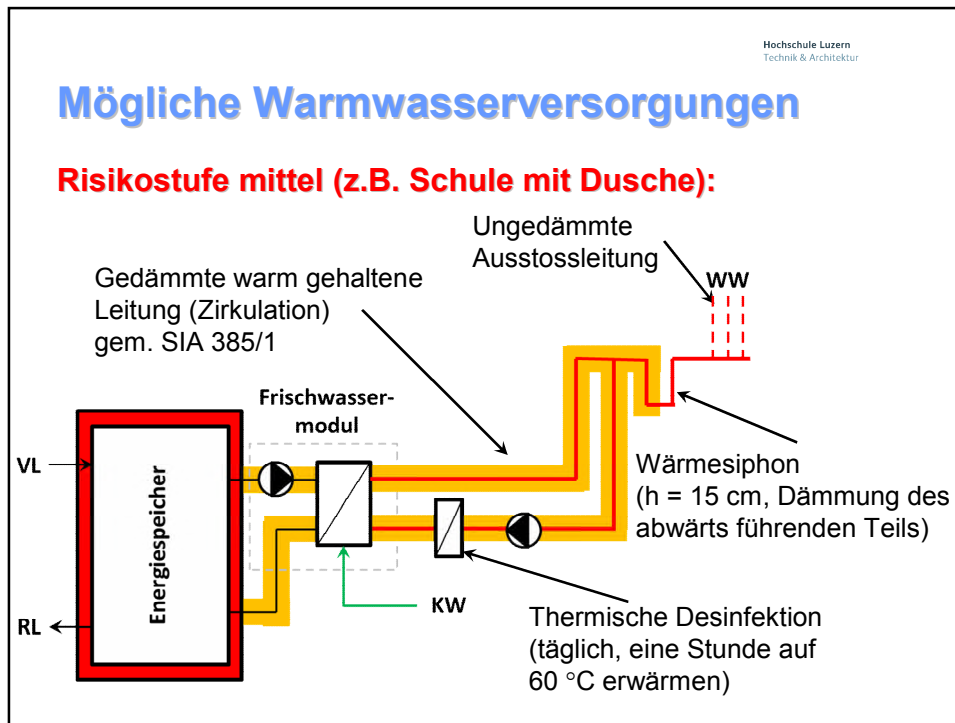 Hochschule Luzern
Technik & Architektur
Mögliche Warmwasserversorgungen
Risikostufe mittel (z.B. Schule mit Dusche):
Ungedämmte
Ausstossleitung
WW
Gedämmte warm gehaltene
Leitung (Zirkulation)
gem. SIA 385/1
Frischwasser-
modul
VL
Energiespeicher
RL
KW
Wärmesiphon
(h = 15 cm, Dämmung des
abwärts führenden Teils)
Thermische Desinfektion
(täglich, eine Stunde auf
60 °C erwärmen)